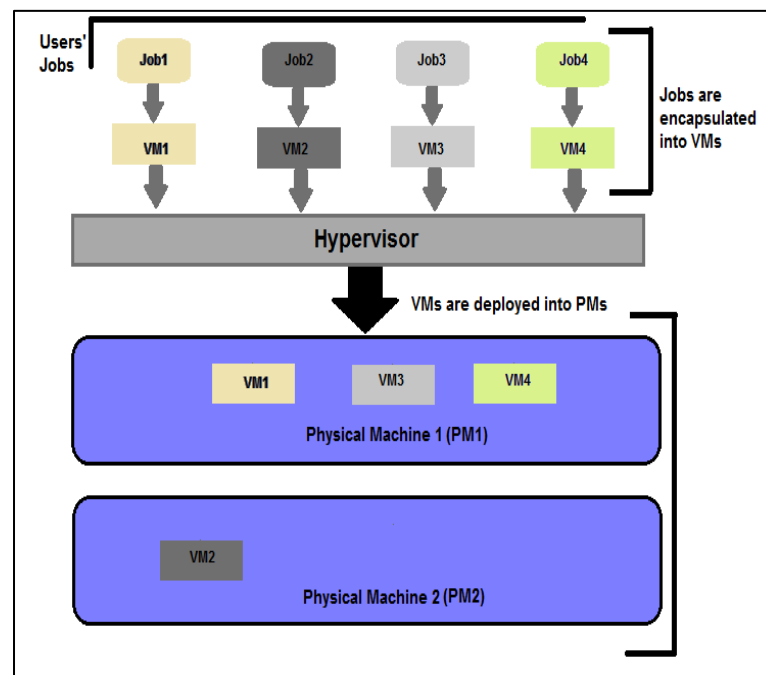 Users'
Jobs
Job1
Job2
Job3
Job4
VM1
VM2
VM3
VM4
Jobs are
encapsulated
into VMs
Hypervisor
VMs are deployed into PMs
VM1
VM3
VM4
Physical Machine 1 (PM1)
VM2
Physical Machine 2 (PM2)